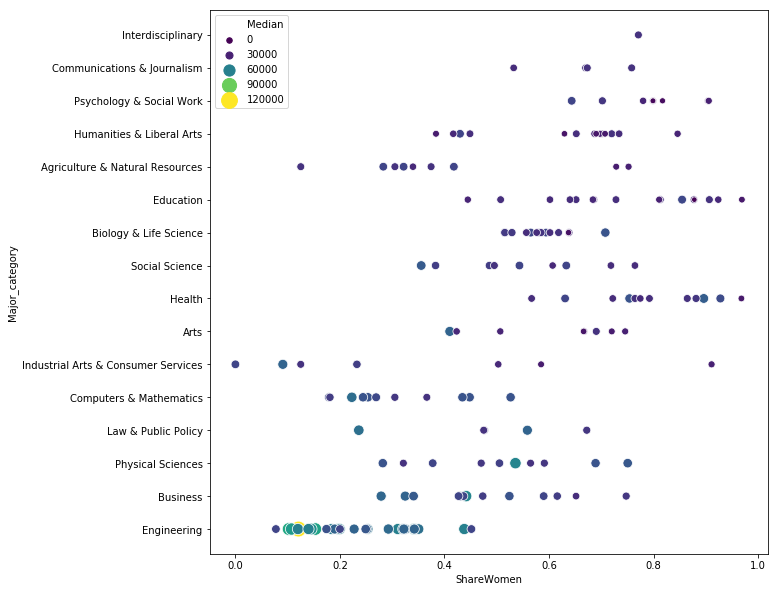 Median
0
30000
60000
90000
120000
Interdisciplinary
Communications & Journalism
Psychology & Social Work
Humanities & Liberal Arts
Agriculture & Natural Resources
Education
Biology & Life Science
Social Science
Health
Arts
Industrial Arts & Consumer Services
Computers & Mathematics
Law & Public Policy
Physical Sciences
Business
Engineering
Major_category
0.0
0.2
0.4
0.6
0.8
1.0
ShareWomen